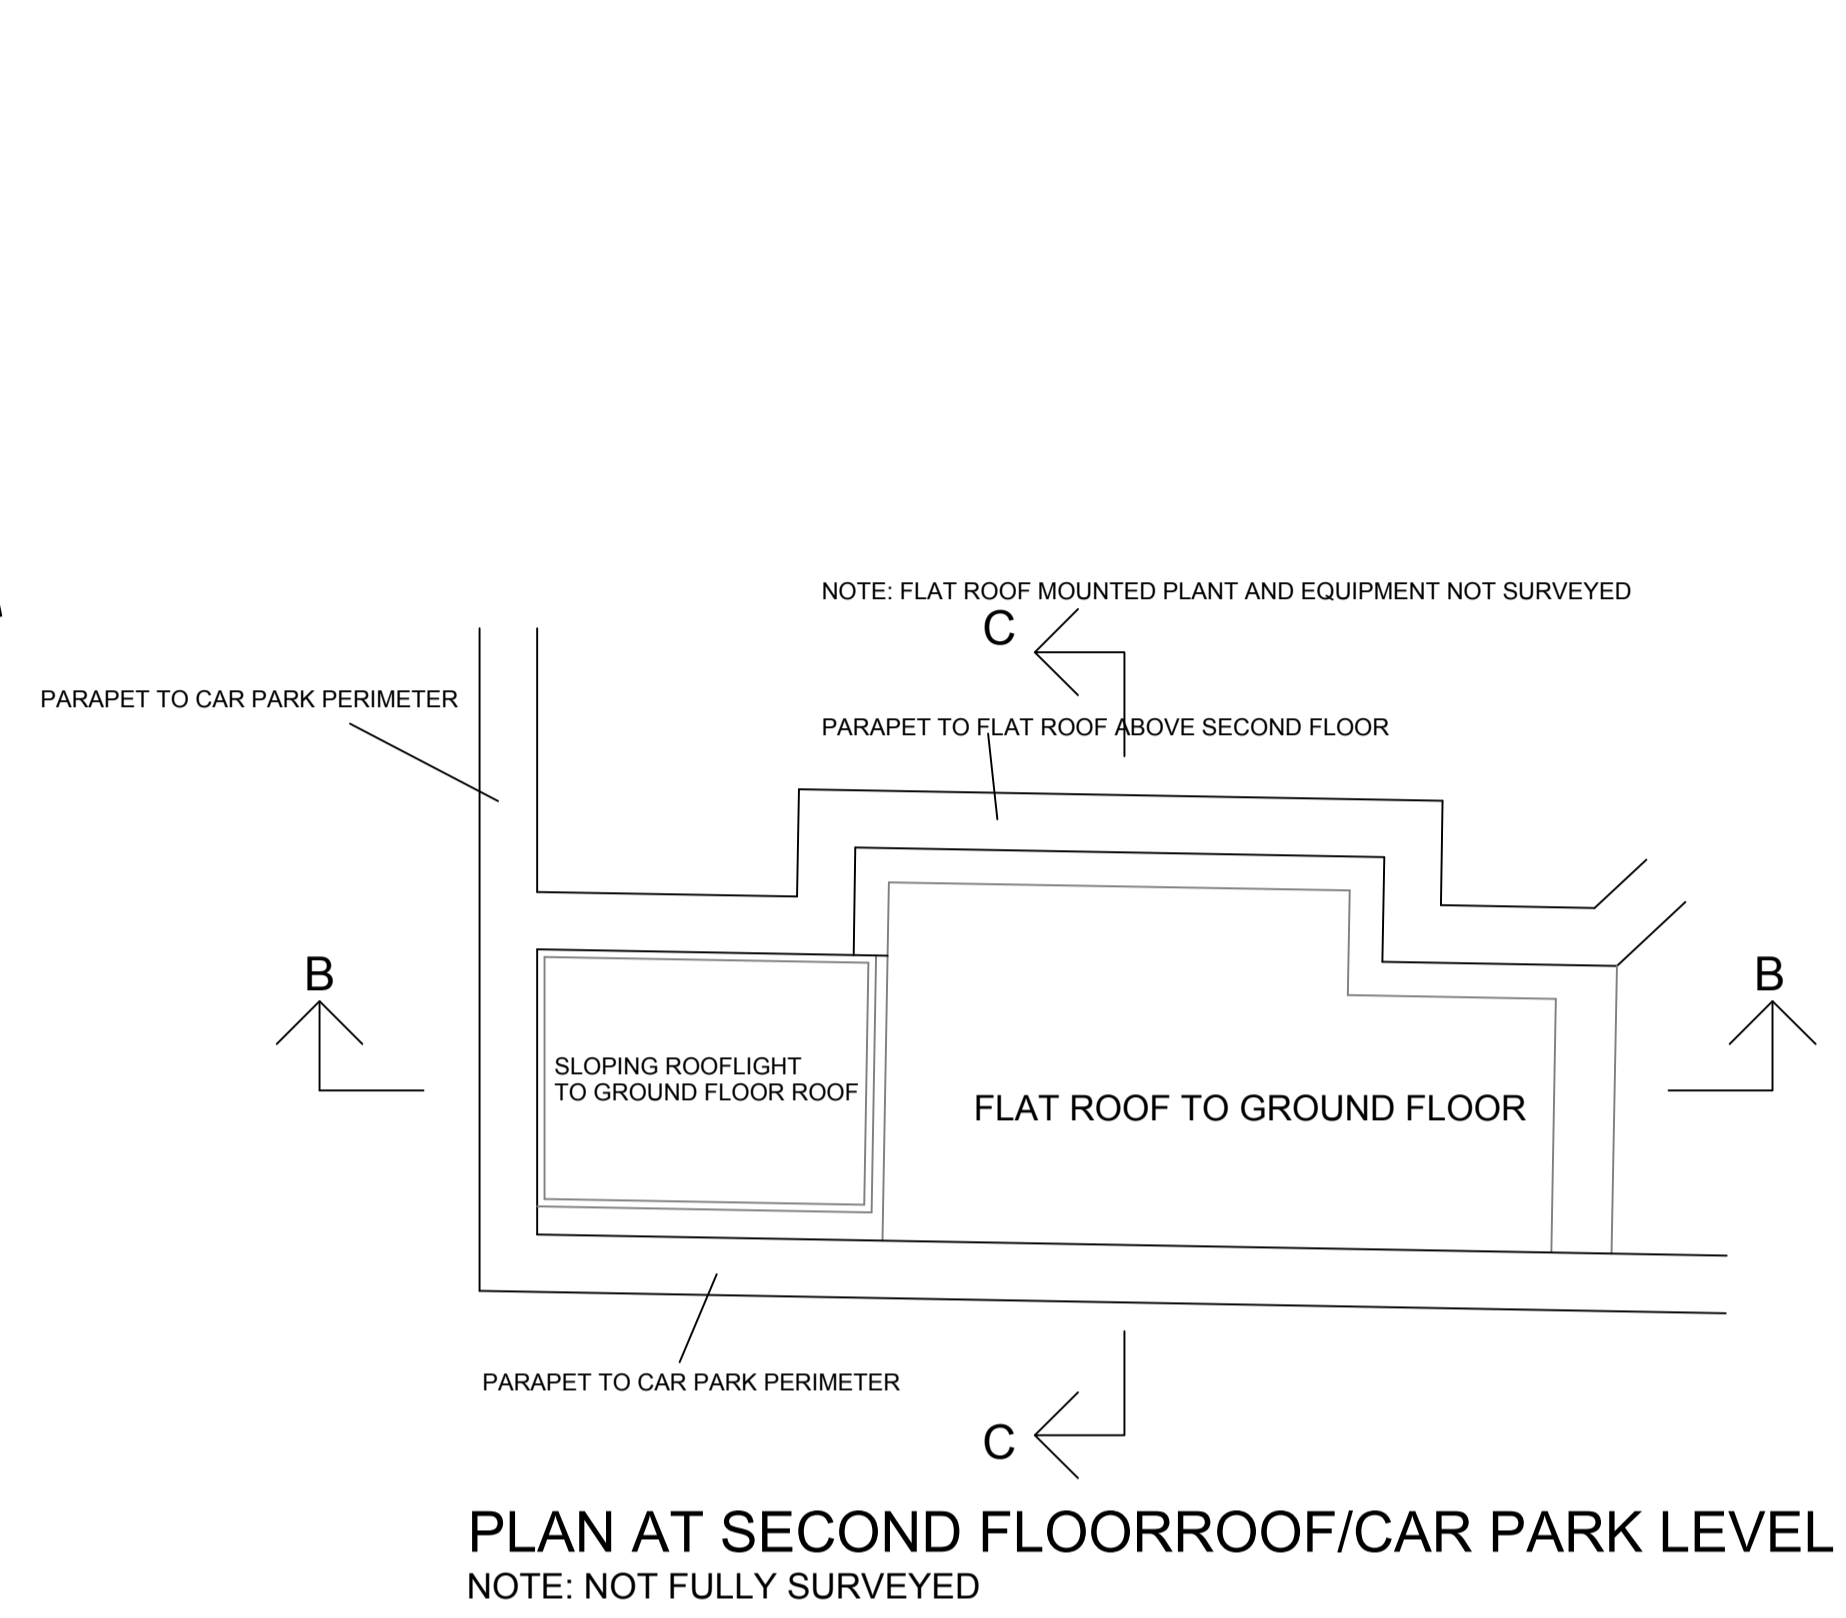 NOTE: FLAT ROOF MOUNTED PLANT AND EQUIPMENT NOT SURVEYED
C
PARAPET TO CAR PARK PERIMETER
PARAPET TO FLAT ROOF ABOVE SECOND FLOOR
B
B
SLOPING ROOFLIGHT
TO GROUND FLOOR ROOF
FLAT ROOF TO GROUND FLOOR
PARAPET TO CAR PARK PERIMETER
C
PLAN AT SECOND FLOORROOF/CAR PARK LEVEL
NOTE: NOT FULLY SURVEYED